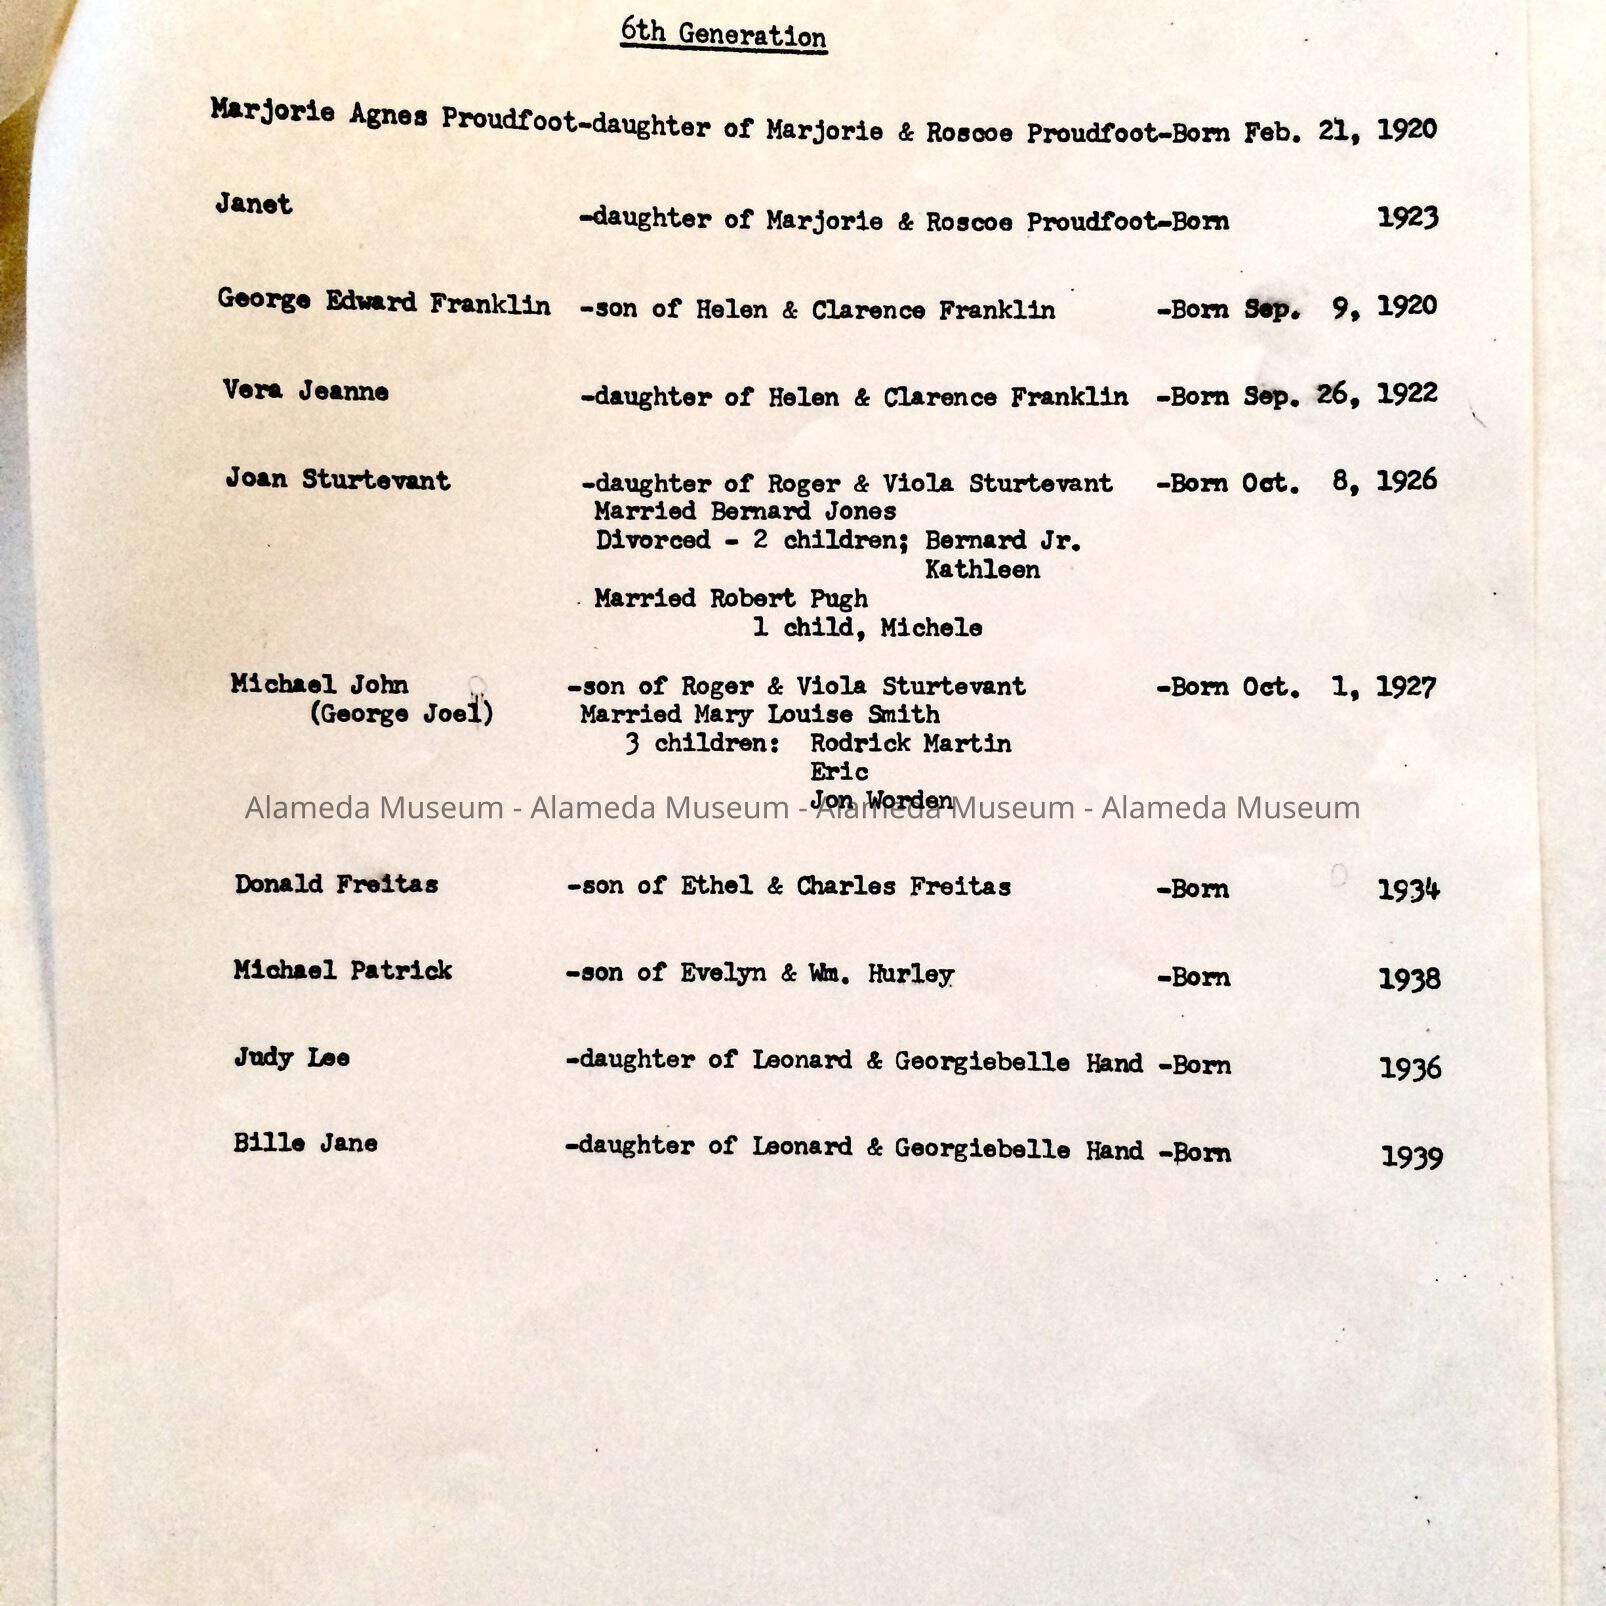 6th Generation
Marjorie Agnes Proudfoot-daughter of Marjorie & Roscoe Proudfoot-Born Feb. 21, 1920
Janet -daughter of Marjorie & Roscoe Proudfoot-Born 1923
George Edward Franklin -son of Helen & Clarence Franklin -Born Sep. 9, 1920
Vera Jeanne -daughter of Helen & Clarence Franklin -Born Sep. 26, 1922
Joan Sturtevant -daughter of Roger & Viola Sturtevant -Born Oct. 8, 1926
Married Bernard Jones
Divorced - 2 children; Bernard Jr.
Kathleen
Married Robert Pugh
1 child, Michele
Michael John -son of Roger & Viola Sturtevant -Born Oct. 1, 1927
(George Joel) Married Mary Louise Smith
3 children: Rodrick Martin
Eric
Jon Worden
Alameda Museum - Alameda Museum - Alameda Museum - Alameda Museum
Donald Freitas -son of Ethel & Charles Freitas -Born 1934
Michael Patrick -son of Evelyn & Wm. Hurley -Born 1938
Judy Lee -daughter of Leonard & Georgiebelle Hand -Born 1936
Bille Jane -daughter of Leonard & Georgiebelle Hand -Born 1939